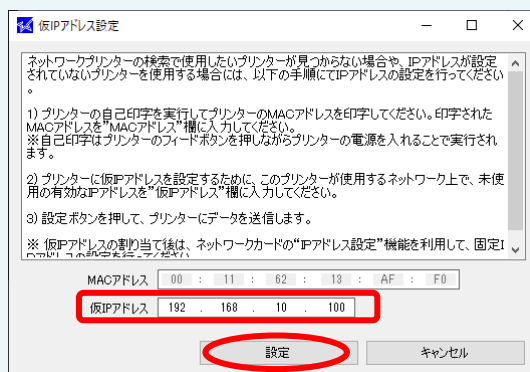 仮IPアドレス設定
ネットワークプリンターの検索で使用したいプリンターが見つからない場合や、IPアドレスが設定
されていないプリンターを使用する場合には、以下の手順にてIPアドレスの設定を行ってください
。
1) プリンターの自己印字を実行してプリンターのMACアドレスを印字してください。印字された
MACアドレスを”MACアドレス”欄に入力してください。
※自己印字はプリンターのフィードボタンを押しながらプリンターの電源を入れることで実行され
ます。
2) プリンターに仮IPアドレスを設定するために、このプリンターが使用するネットワーク上で、未使
用の有効なIPアドレスを”仮IPアドレス”欄に入力してください。
3) 設定ボタンを押して、プリンターにデータを送信します。
※ 仮IPアドレスの割り当て後は、ネットワークカードの“IPアドレス設定”機能を利用して、固定I
Pアドレスの設定を行ってください
MACアドレス 00 : 11 : 62 : 13 : AF : F0
仮IPアドレス 192 . 168 . 10 . 100
設定 キャンセル